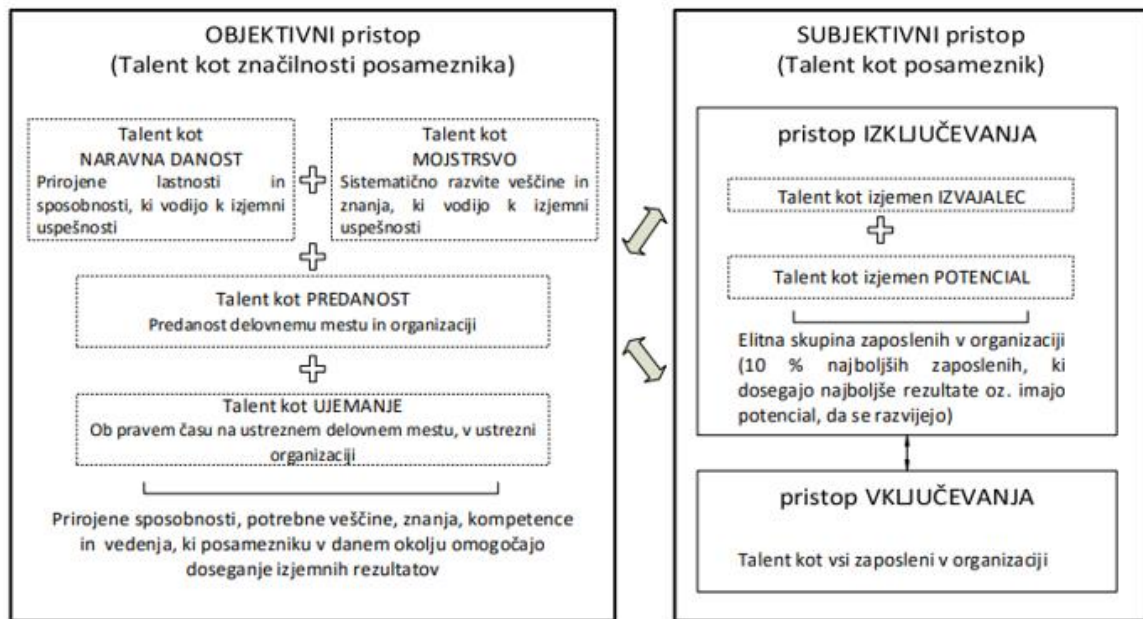 OBJEKTIVNI pristop
(Talent kot značilnosti posameznika)
Talent kot
NARAVNA DANOST
Prirojene lastnosti in
sposobnosti, ki vodijo k izjemni
uspešnosti
Talent kot
MOJSTRSVO
Sistematično razvite veščine in
znanja, ki vodijo k izjemni
uspešnosti
Talent kot PREDANOST
Predanost delovnemu mestu in organizaciji
Talent kot UJEMANJE
Ob pravem času na ustreznem delovnem mestu, v ustrezni
organizaciji
Prirojene sposobnosti, potrebne veščine, znanja, kompetence
in vedenja, ki posamezniku v danem okolju omogočajo
doseganje izjemnih rezultatov
SUBJEKTIVNI pristop
(Talent kot posameznik)
pristop IZKLJUČEVANJA
Talent kot izjemen IZVAJALEC
Talent kot izjemen POTENCIAL
Elitna skupina zaposlenih v organizaciji
(10 % najboljših zaposlenih, ki
dosegajo najboljše rezultate oz. imajo
potencial, da se razvijejo)
pristop VKLJUČEVANJA
Talent kot vsi zaposleni v organizaciji